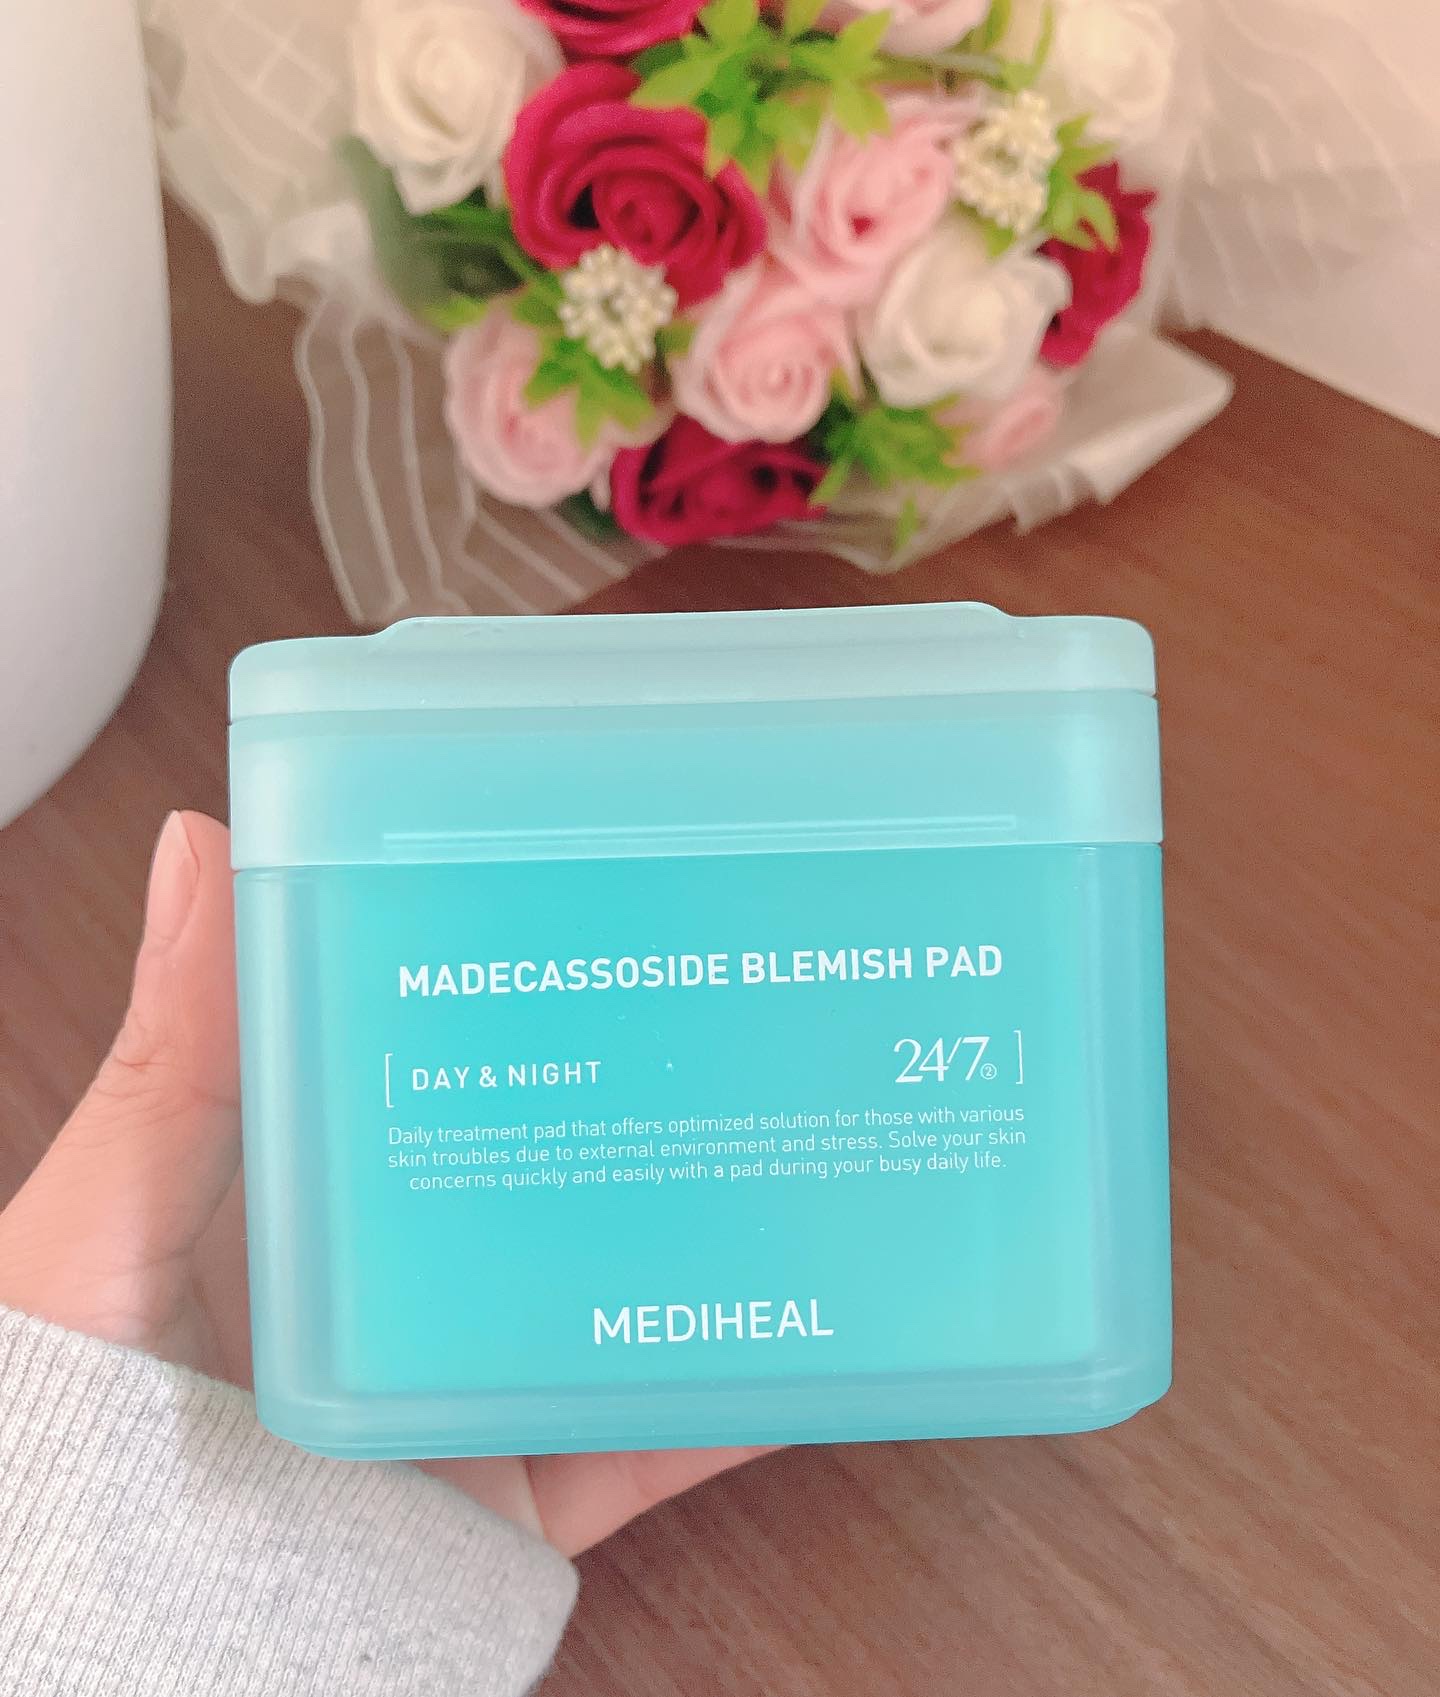 MADECASSOSIDE BLEMISH PAD
[ DAY & NIGHT 24/7② ]
Daily treatment pad that offers optimized solution for those with various
skin troubles due to external environment and stress. Solve your skin
concerns quickly and easily with a pad during your busy daily life.
MEDIHEAL